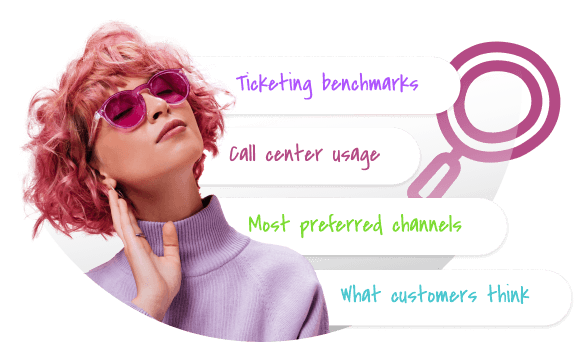 Ticketing benchmarks
Call center usage
Most preferred channels
What customers think